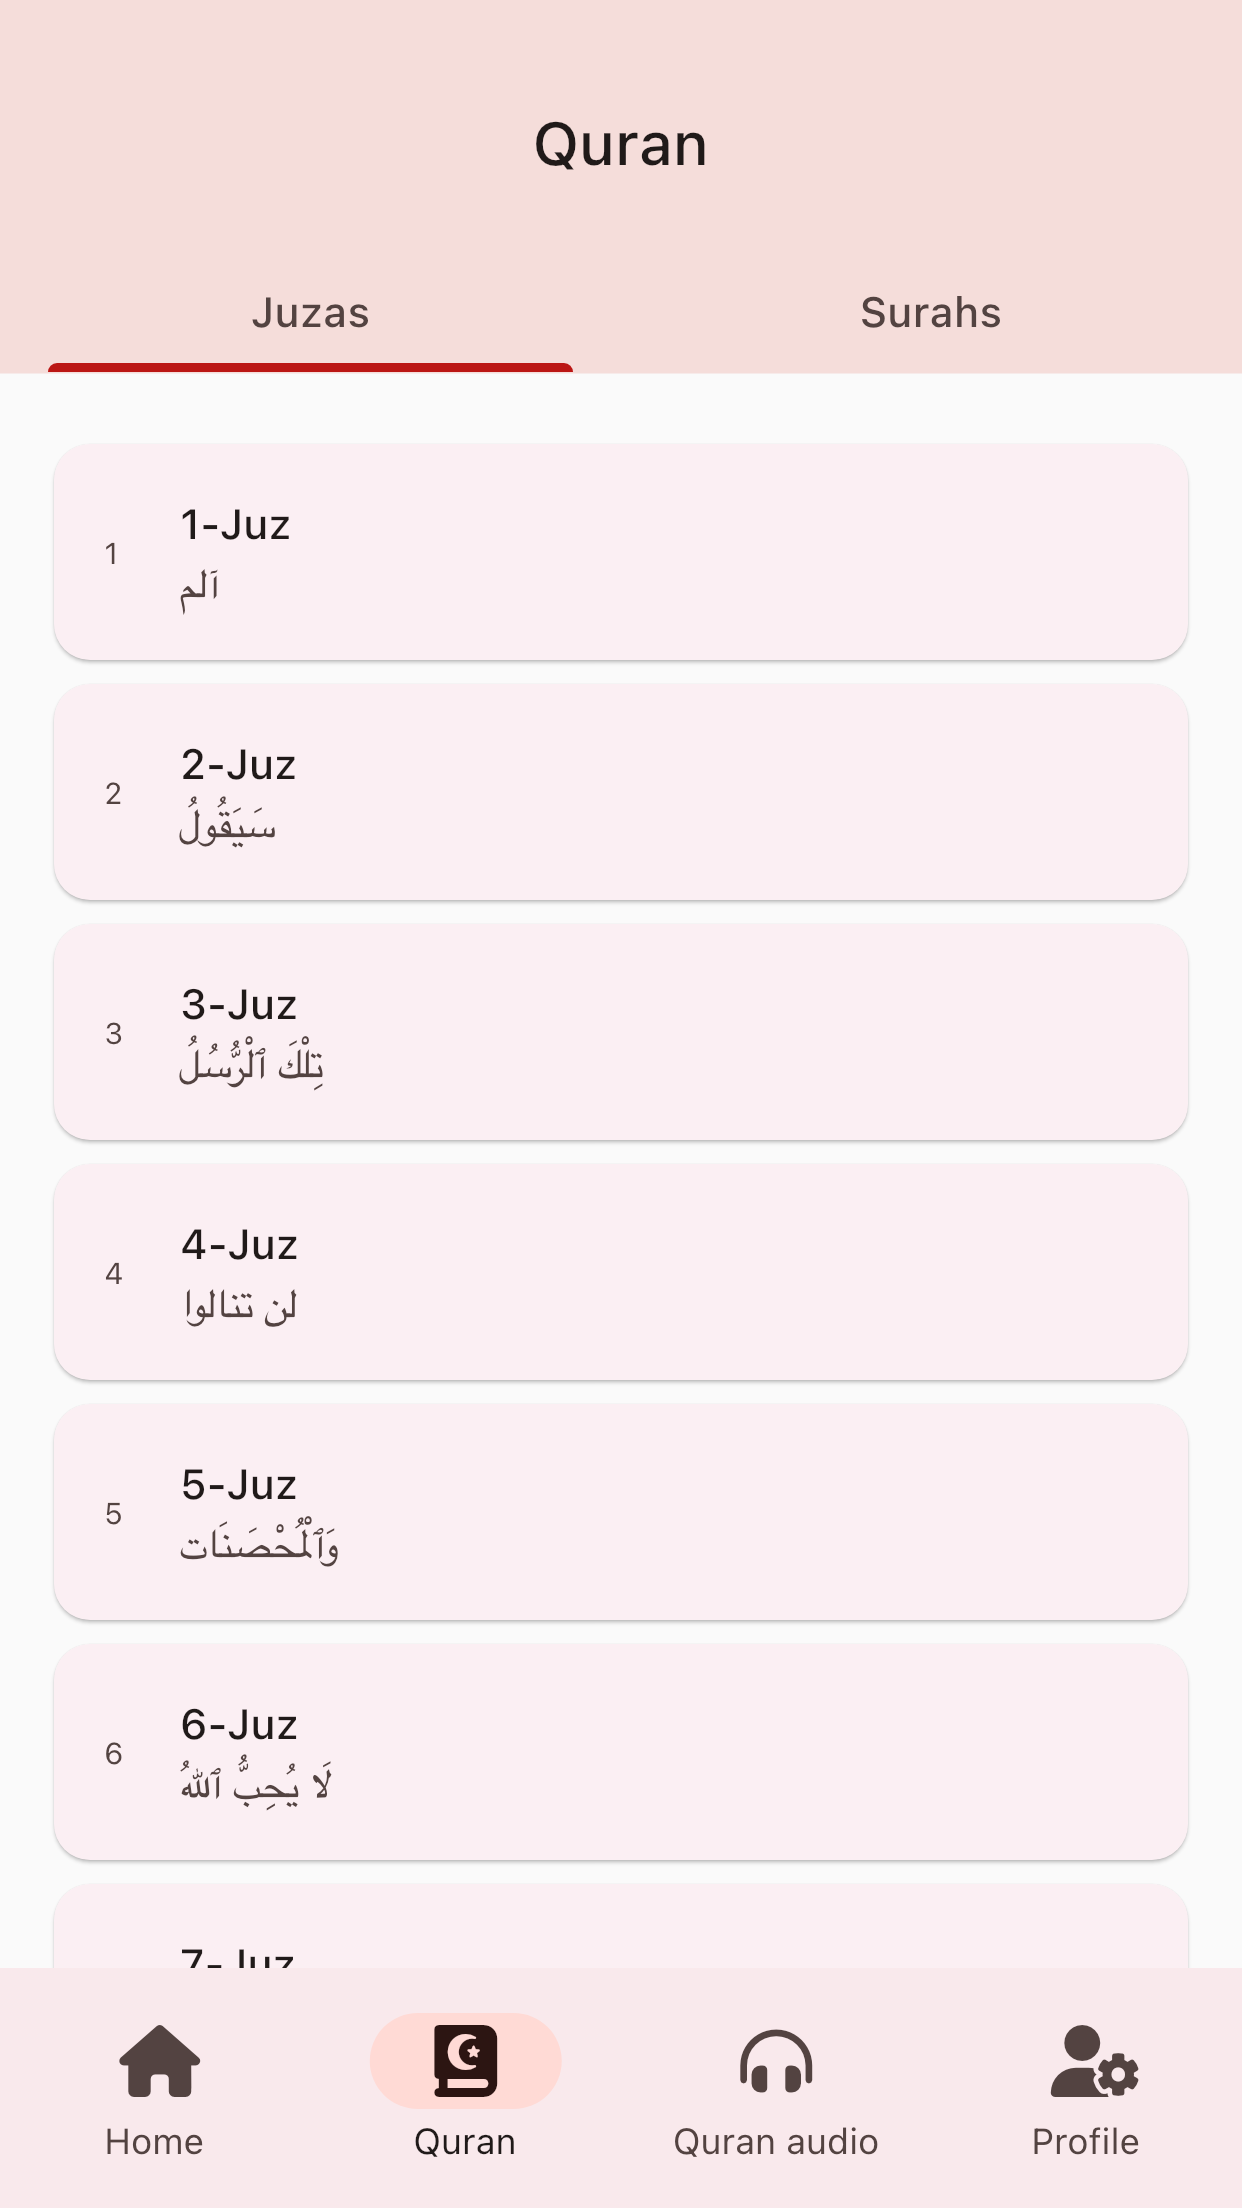 Quran
Juzas
Surahs
1
1-Juz
آلم
2
2-Juz
سَيَقُولُ
3
3-Juz
تِلْكَ ٱلْرُّسُلُ
4
4-Juz
لن تنالوا
5
5-Juz
وَٱلْمُحْصَنَات
6
6-Juz
لَا يُحِبُّ ٱللهُ
7-Juz
Home
Quran
Quran audio
Profile